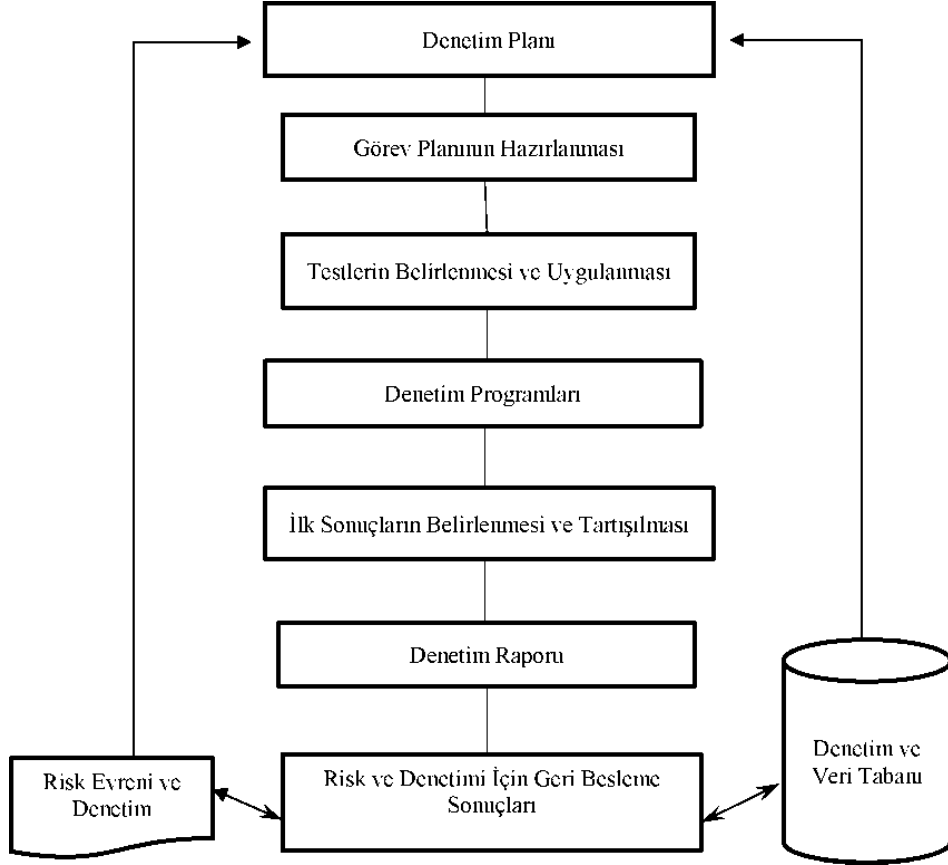 Denetim Planı
Görev Planının Hazırlanması
Testlerin Belirlenmesi ve Uygulanması
Denetim Programları
İlk Sonuçların Belirlenmesi ve Tartışılması
Denetim Raporu
Risk Evreni ve
Denetim
Risk ve Denetimi İçin Geri Besleme
Sonuçları
Denetim ve
Veri Tabanı